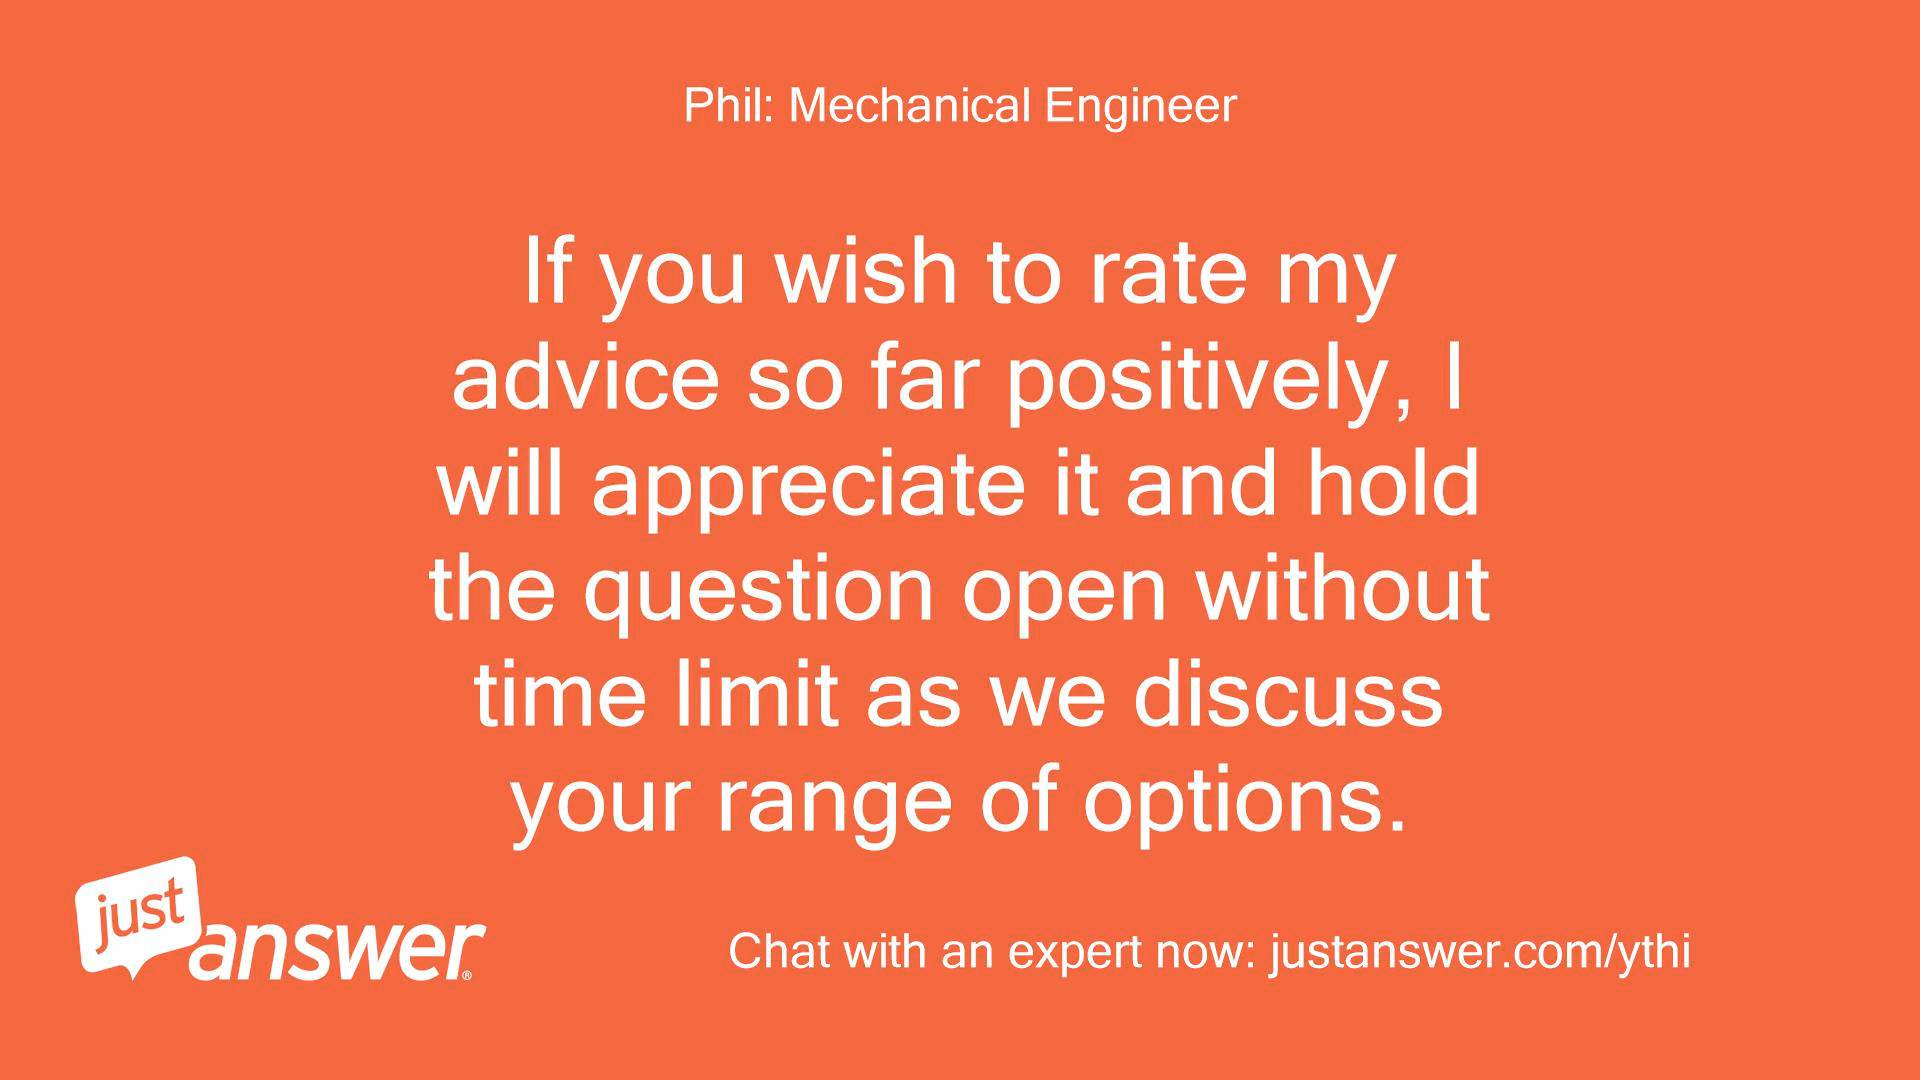 Phil: Mechanical Engineer
If you wish to rate my
advice so far positively, I
will appreciate it and hold
the question open without
time limit as we discuss
your range of options.
just
answer®
Chat with an expert now: justanswer.com/ythi